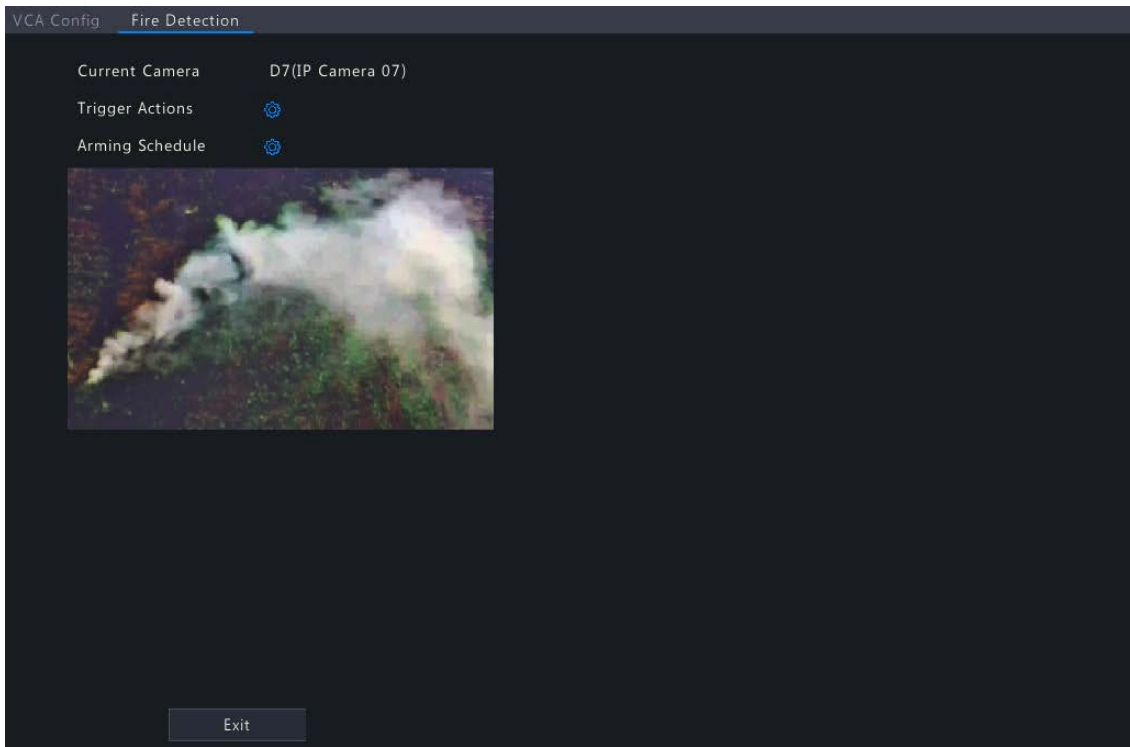 VCA Config Fire Detection
Current Camera D7(IP Camera 07)
Trigger Actions
Arming Schedule
Exit